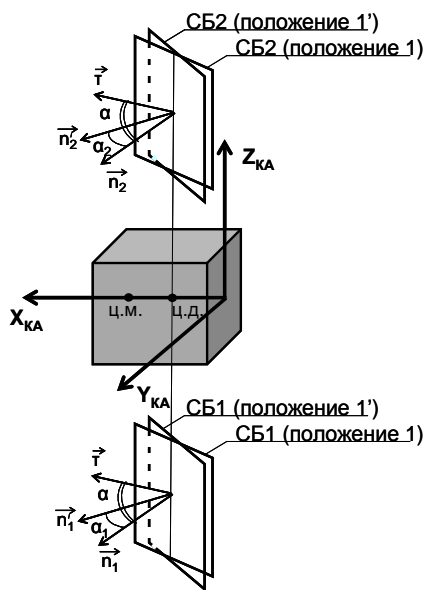 СБ2 (положение 1’)
СБ2 (положение 1)
τ
α
n₂′
α₂
n₂
Zка
ц.м.
ц.д.
Xка
Yка
СБ1 (положение 1’)
СБ1 (положение 1)
τ
α
n₁′
α₁
n₁